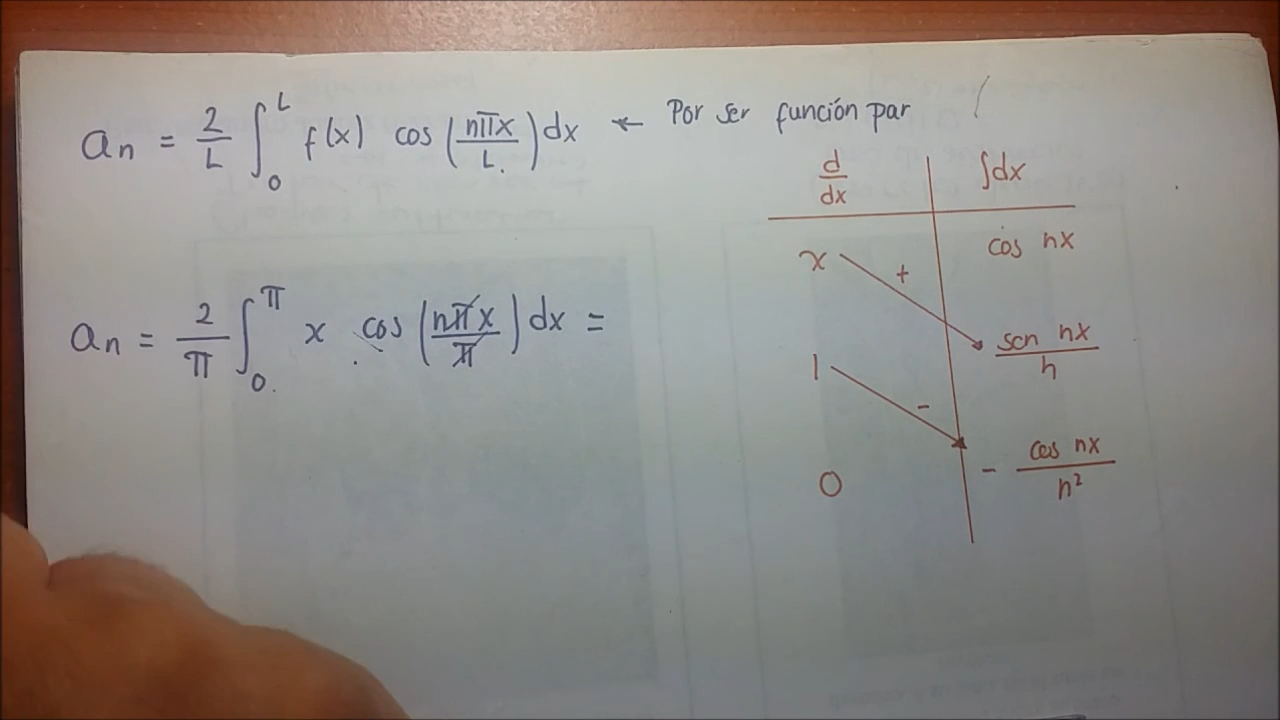 aₙ = 2/L ∫₀ᴸ f(x) cos(nπx/L.) dx ← Por ser función par
d/dx | ∫dx
x + cos nx
aₙ = 2/π ∫₀^π x cos(nπx/π) dx =
sen nx/n
1 -
0 - cos nx/n²